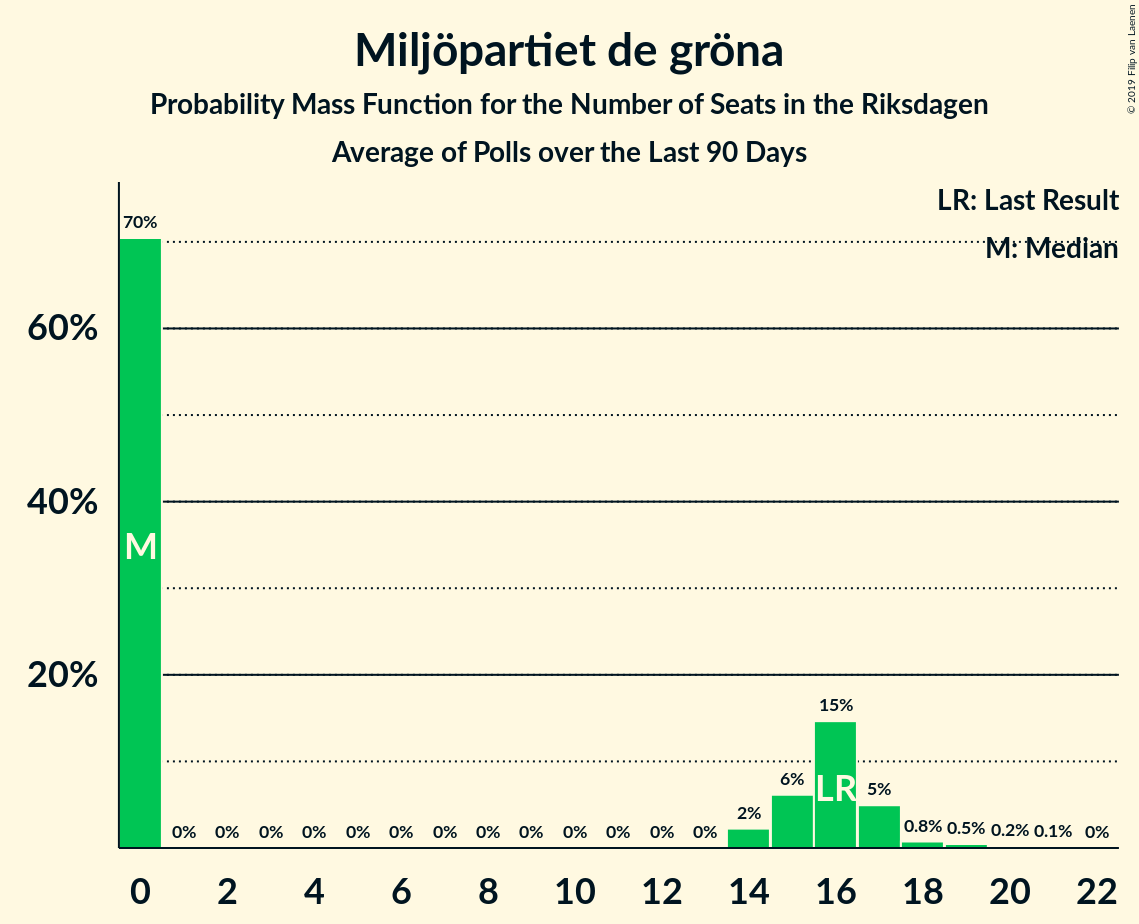 Miljöpartiet de gröna
Probability Mass Function for the Number of Seats in the Riksdagen
Average of Polls over the Last 90 Days
© 2019 Filip van Laenen
LR: Last Result
M: Median
70%
60%
40%
20%
M
0% 0% 0% 0% 0% 0% 0% 0% 0% 0% 0% 0% 0% 2% 6% 15% 5% 0.8% 0.5% 0.2% 0.1% 0%
LR
0 2 4 6 8 10 12 14 16 18 20 22